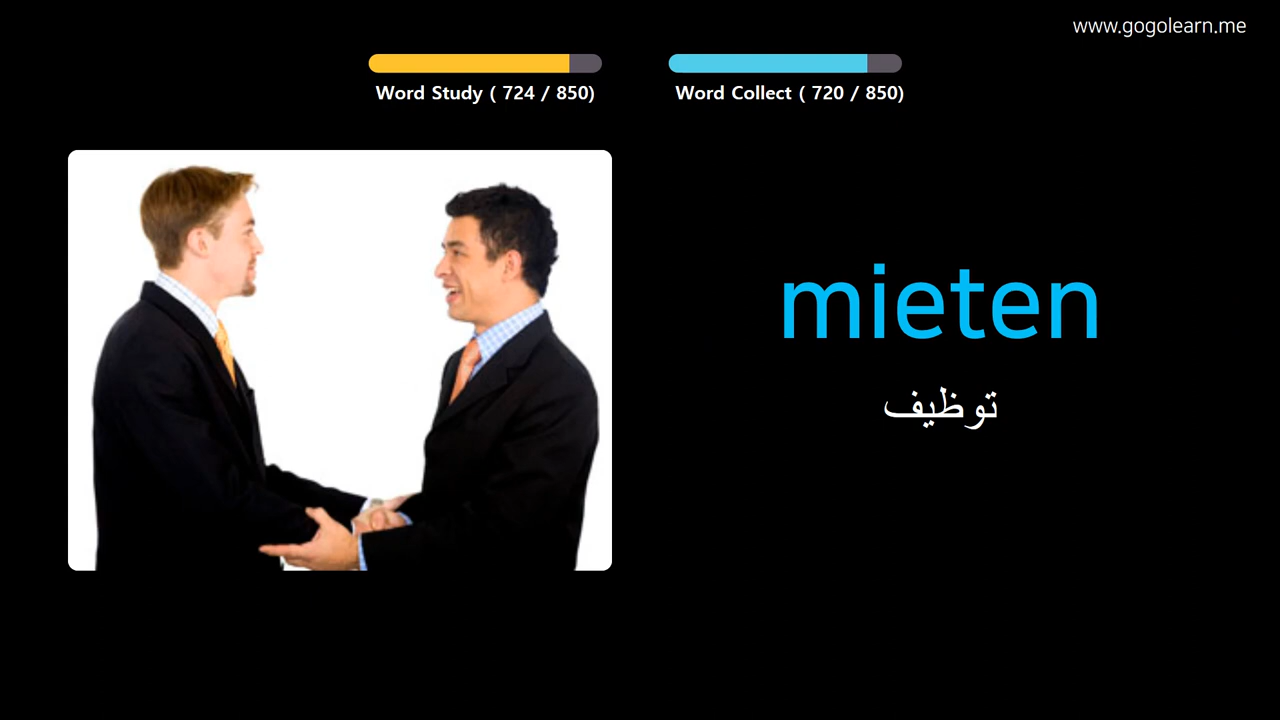 www.gogolearn.me
Word Study ( 724 / 850)
Word Collect ( 720 / 850)
mieten
توظيف